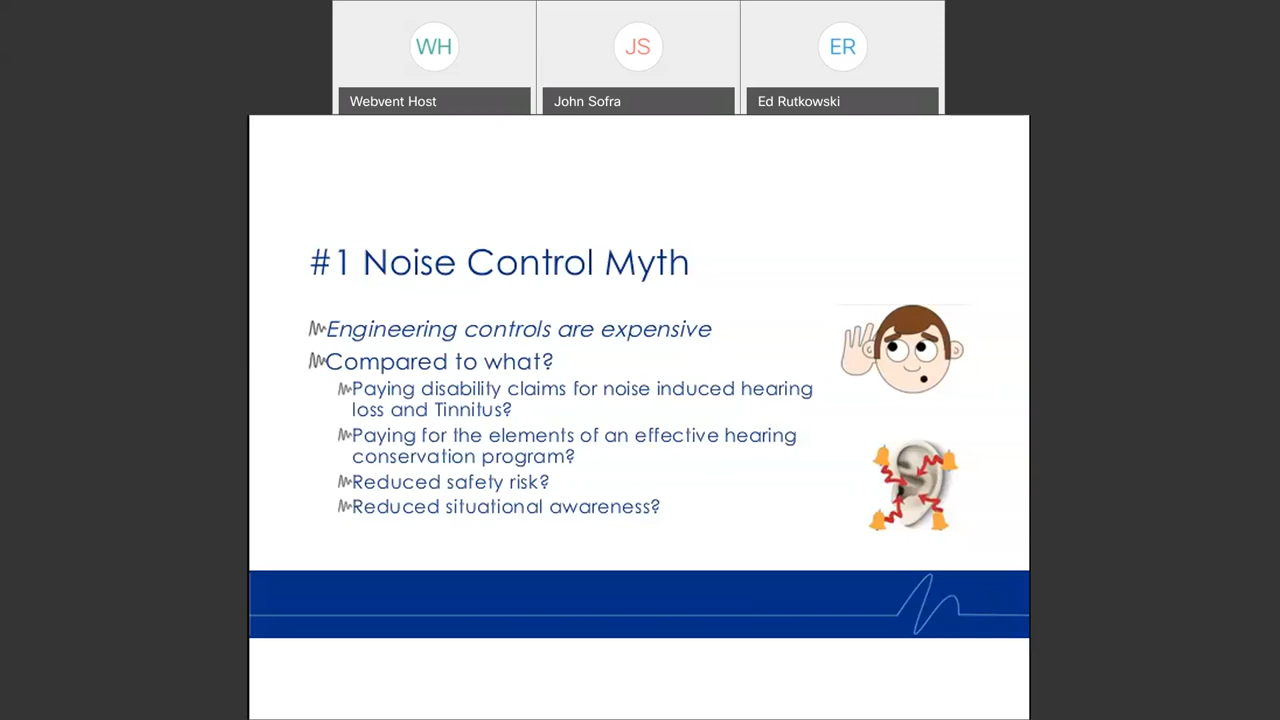 WH
JS
ER
Webvent Host
John Sofra
Ed Rutkowski
#1 Noise Control Myth
Engineering controls are expensive
Compared to what?
Paying disability claims for noise induced hearing
loss and Tinnitus?
Paying for the elements of an effective hearing
conservation program?
Reduced safety risk?
Reduced situational awareness?